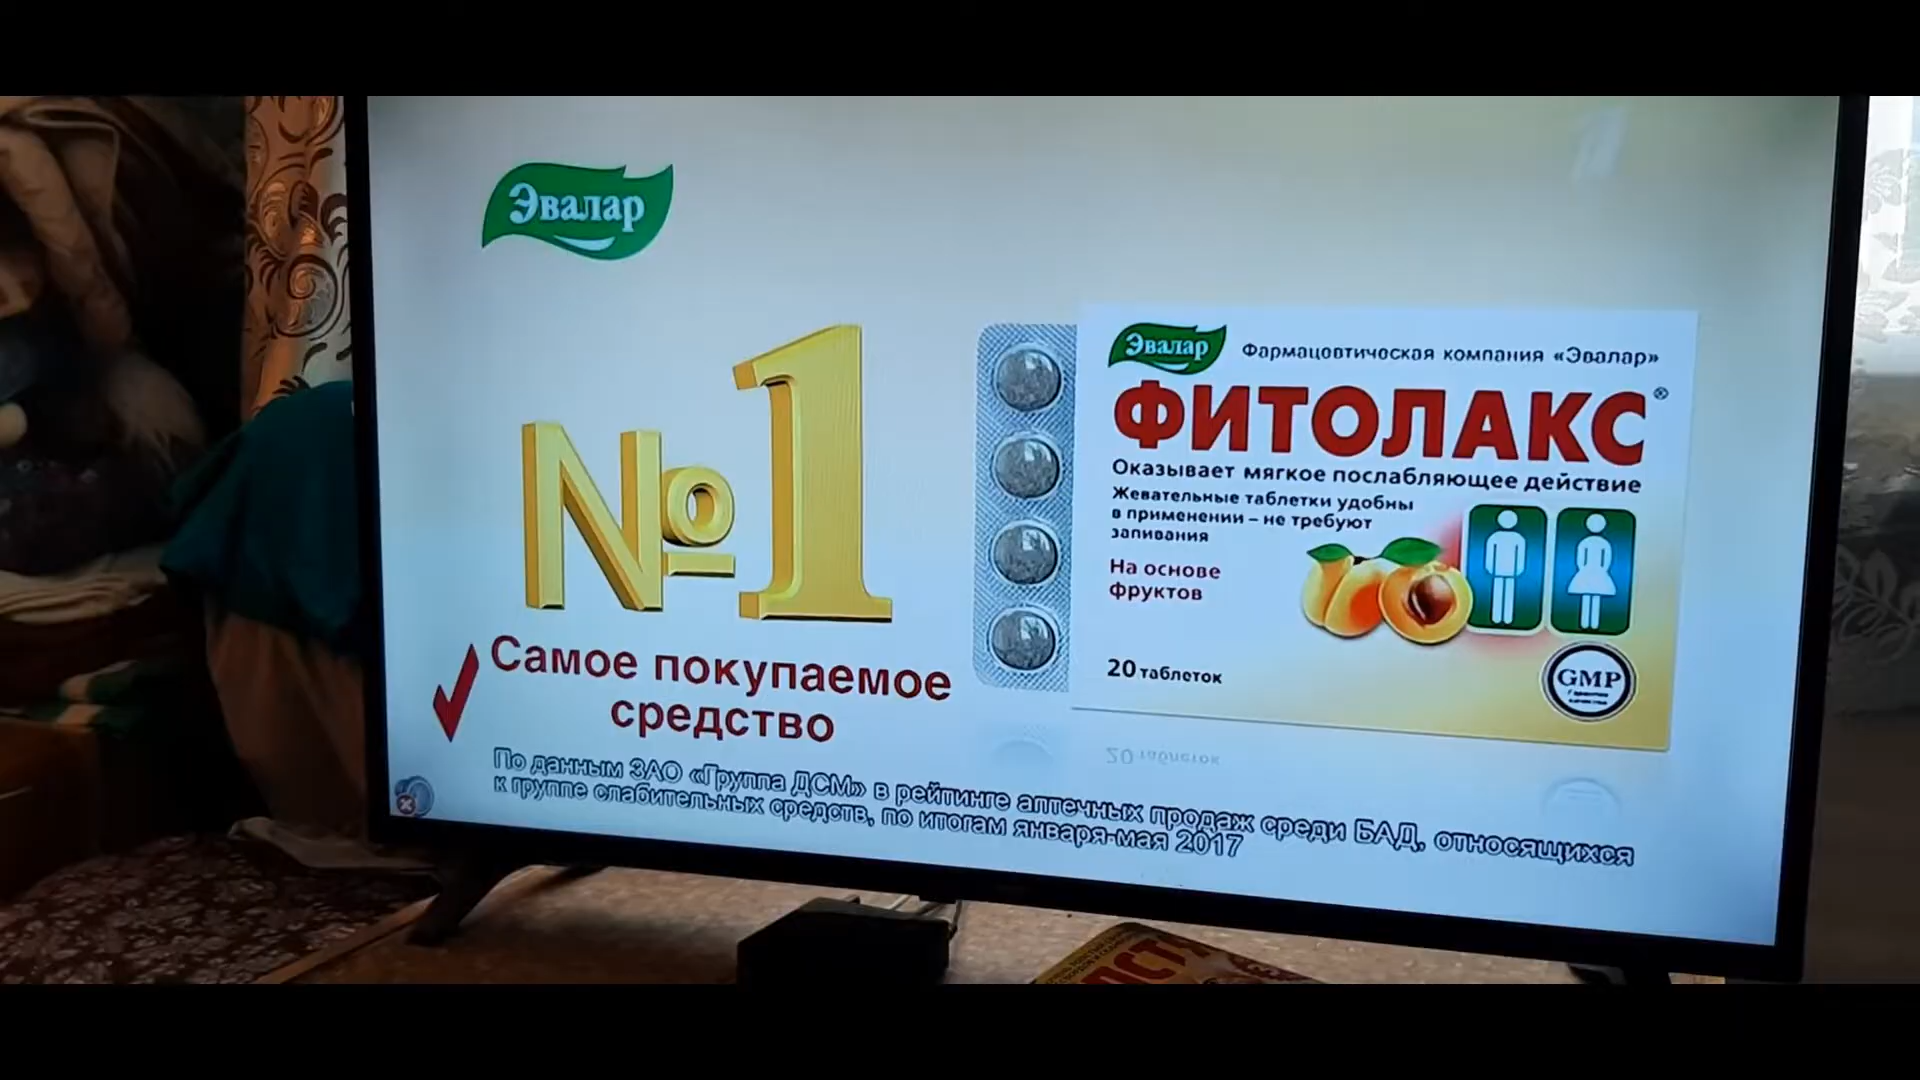 Эвалар
№1
Самое покупаемое
средство
Эвалар
Фармацевтическая компания «Эвалар»
ФИТОЛАКС®
Оказывает мягкое послабляющее действие
Жевательные таблетки удобны
в применении – не требуют
запивания
На основе
фруктов
20 таблеток
GMP
20 таблеток
По данным ЗАО «Группа ДСМ» в рейтинге аптечных продаж среди БАД, относящихся
к группе слабительных средств, по итогам января-мая 2017